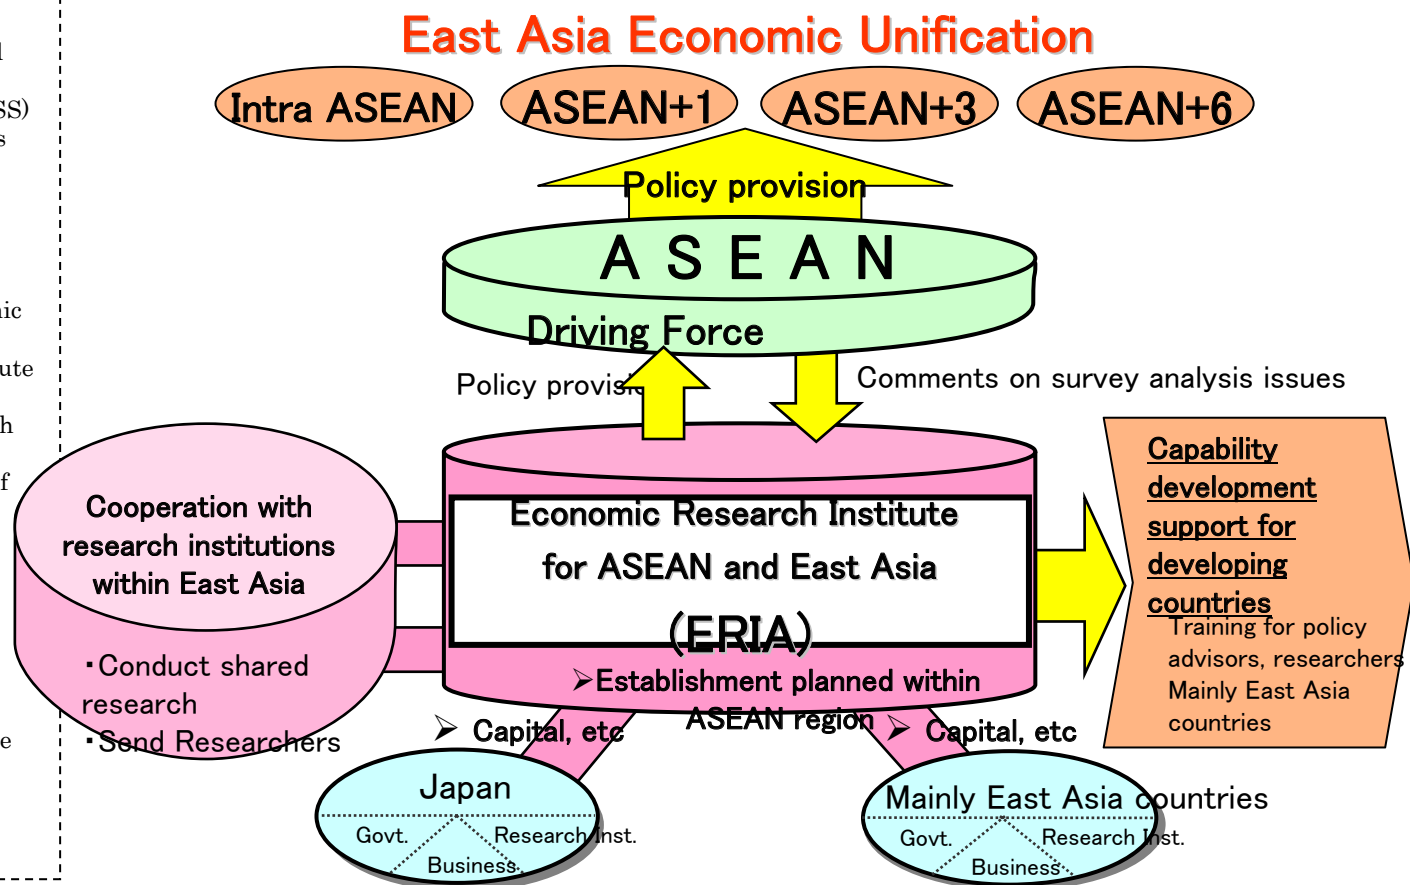 East Asia Economic Unification
Intra ASEAN
ASEAN+1
ASEAN+3
ASEAN+6
Policy provision
A S E A N
Driving Force
Comments on survey analysis issues
Policy
Capability
development
support for
developing
countries
Training for policy
advisors, researchers
Mainly East Asia
countries
Cooperation with
research institutions
within East Asia
・Conduct shared
research
・Send Researchers
Economic Research Institute
for ASEAN and East Asia
(ERIA)
➢Establishment planned within
ASEAN region
➢ Capital, etc
➢ Capital, etc
Japan
Govt.
Research Inst.
Business
Mainly East Asia countries
Govt.
Research Inst.
Business
SS)
of